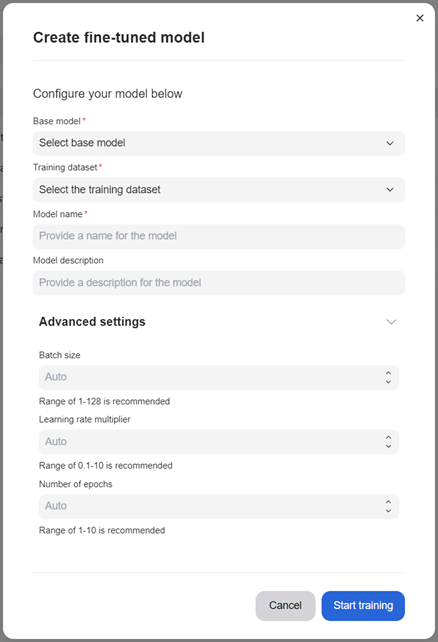 Create fine-tuned model
Configure your model below
Base model*
Select base model
Training dataset*
Select the training dataset
Model name*
Provide a name for the model
Model description
Provide a description for the model
Advanced settings
Batch size
Auto
Range of 1-128 is recommended
Learning rate multiplier
Auto
Range of 0.1-10 is recommended
Number of epochs
Auto
Range of 1-10 is recommended
Cancel
Start training